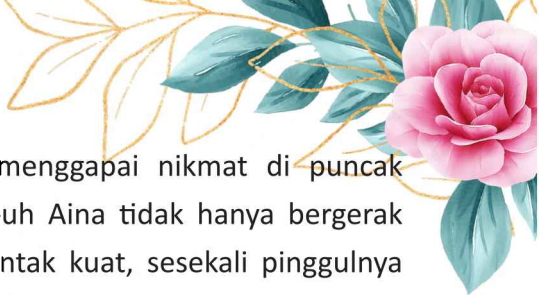 menggapai nikmat di puncak
uh Aina tidak hanya bergerak
ntak kuat, sesekali pinggulnya